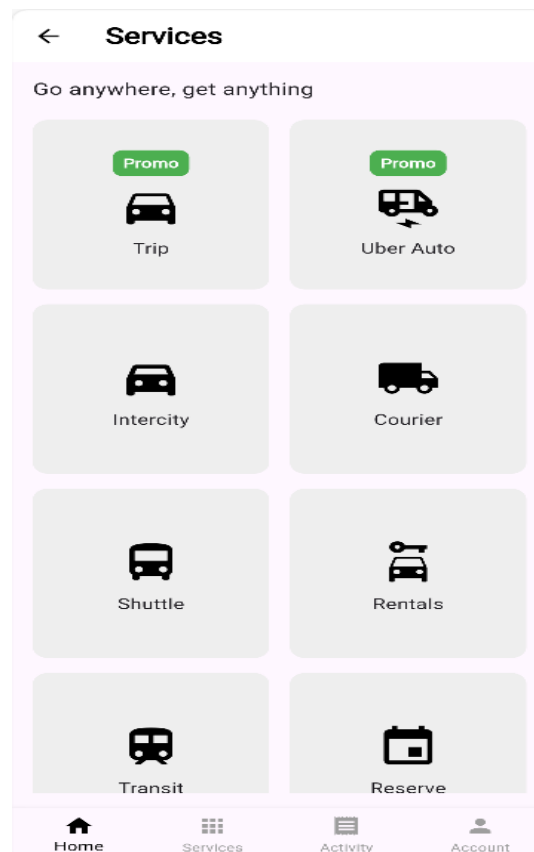 Services
Go anywhere, get anything
Promo
Promo
Trip
Uber Auto
Intercity
Courier
Shuttle
Rentals
Transit
Reserve
Home
Services
Activity
Account